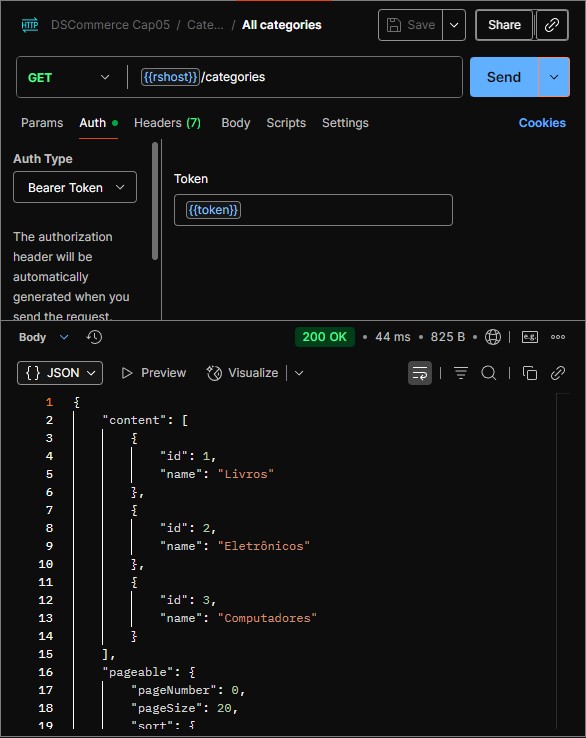 HTTP DSCommerce Cap05 / Cate... / All categories Save Share
GET {{rshost}}/categories Send
Params Auth Headers (7) Body Scripts Settings Cookies
Auth Type
Bearer Token
The authorization
header will be
automatically
generated when you
send the request.
Token
{{token}}
Body 200 OK • 44 ms • 825 B • e.g.
{} JSON Preview Visualize
1 {
2 "content": [
3 {
4 "id": 1,
5 "name": "Livros"
6 },
7 {
8 "id": 2,
9 "name": "Eletrônicos"
10 },
11 {
12 "id": 3,
13 "name": "Computadores"
14 }
15 ],
16 "pageable": {
17 "pageNumber": 0,
18 "pageSize": 20,
19 "sort": {